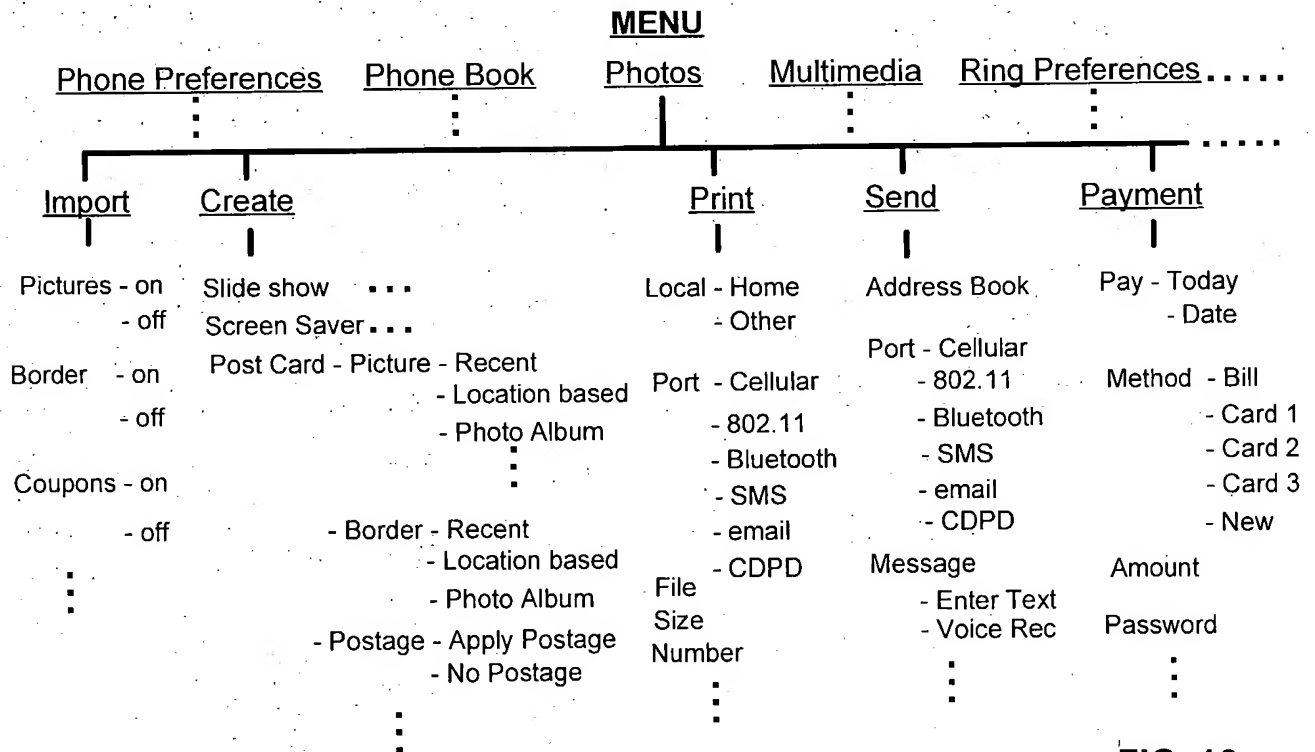 MENU
Phone Preferences Phone Book Photos Multimedia Ring Preferences.....
Import Create Print Send Payment
Pictures - on
- off
Border - on
- off
Coupons - on
- off
Slide show ...
Screen Saver...
Post Card - Picture - Recent
- Location based
- Photo Album
- Border - Recent
- Location based
- Photo Album
- Postage - Apply Postage
- No Postage
Local - Home
- Other
Port - Cellular
- 802.11
- Bluetooth
- SMS
- email
- CDPD
File
Size
Number
Address Book
Port - Cellular
- 802.11
- Bluetooth
- SMS
- email
- CDPD
Message
- Enter Text
- Voice Rec
Pay - Today
- Date
Method - Bill
- Card 1
- Card 2
- Card 3
- New
Amount
Password